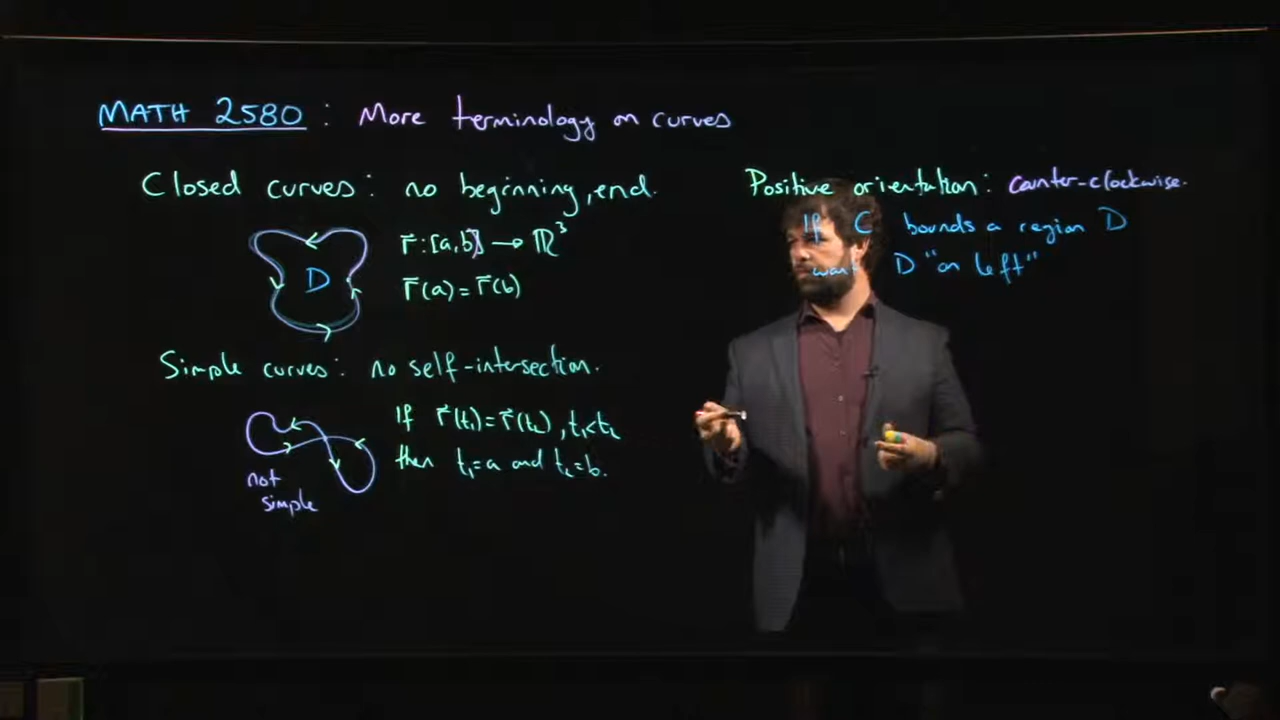 MATH 2580 : More terminology on curves
Closed curves: no beginning, end.
r⃗ : [a,b] → ℝ³
D
r⃗(a) = r⃗(b)
Simple curves: no self-intersection.
If r⃗(t₁) = r⃗(t₂), t₁<t₂
then t₁=a and t₂=b.
not
simple
Positive orientation: counter-clockwise.
If C bounds a region D
want D "on left"